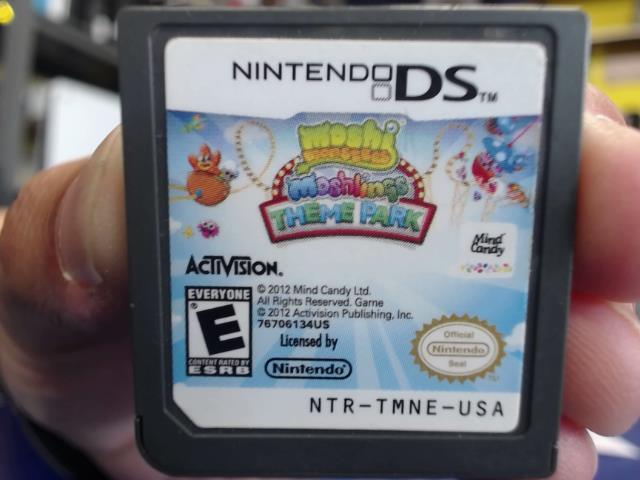 NINTENDO DS™
moshi
monsters
moshlings
THEME PARK
Mind
Candy
ACTIVISION®
EVERYONE
E
®
CONTENT RATED BY
ESRB
© 2012 Mind Candy Ltd.
All Rights Reserved. Game
© 2012 Activision Publishing, Inc.
76706134US
Licensed by
Nintendo®
Official
Nintendo
Seal
NTR-TMNE-USA